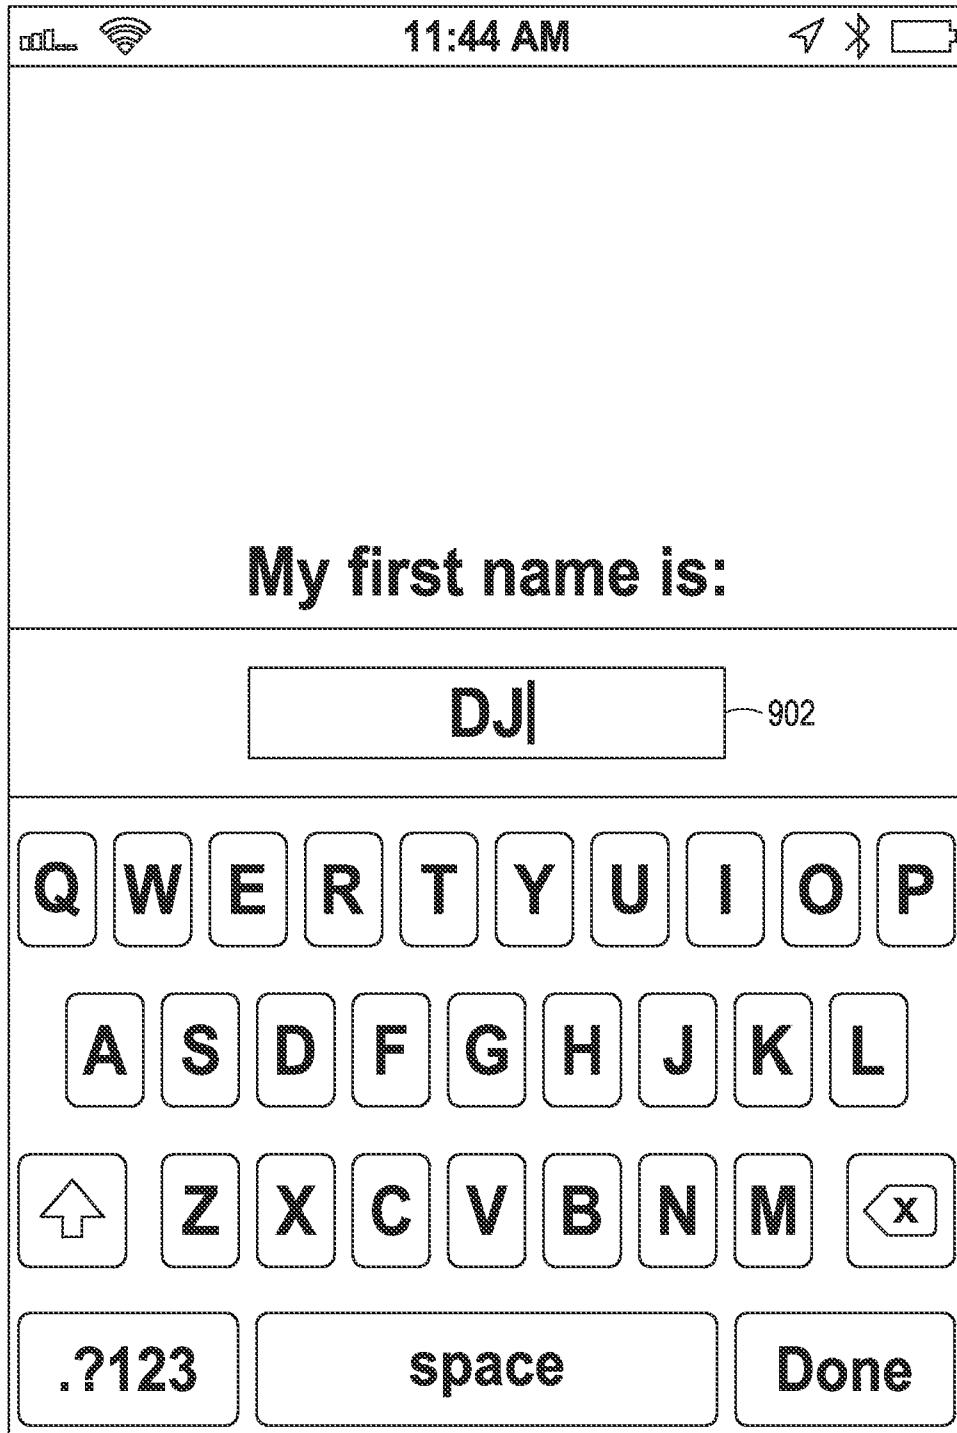 11:44 AM
My first name is:
DJ
902
Q W E R T Y U I O P
A S D F G H J K L
Z X C V B N M X
.?123 space Done